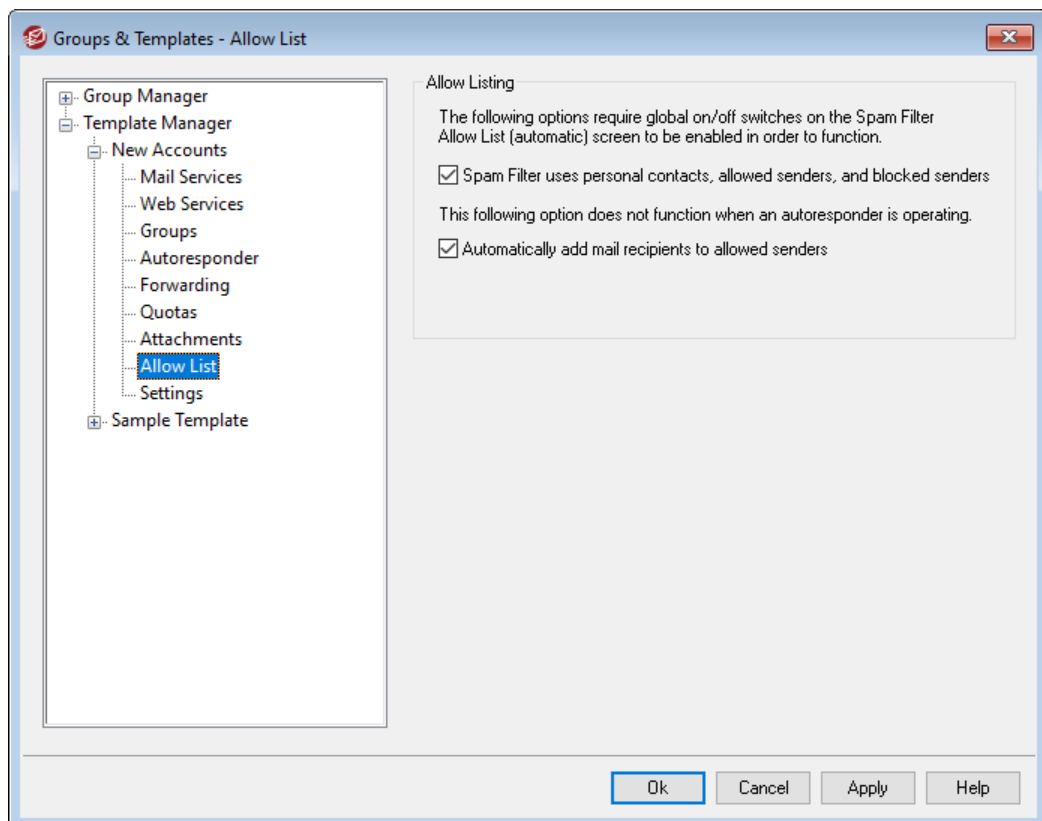 Groups & Templates - Allow List
Group Manager
Template Manager
New Accounts
Mail Services
Web Services
Groups
Autoresponder
Forwarding
Quotas
Attachments
Allow List
Settings
Sample Template
Allow Listing
The following options require global on/off switches on the Spam Filter
Allow List (automatic) screen to be enabled in order to function.
Spam Filter uses personal contacts, allowed senders, and blocked senders
This following option does not function when an autoresponder is operating.
Automatically add mail recipients to allowed senders
Ok
Cancel
Apply
Help